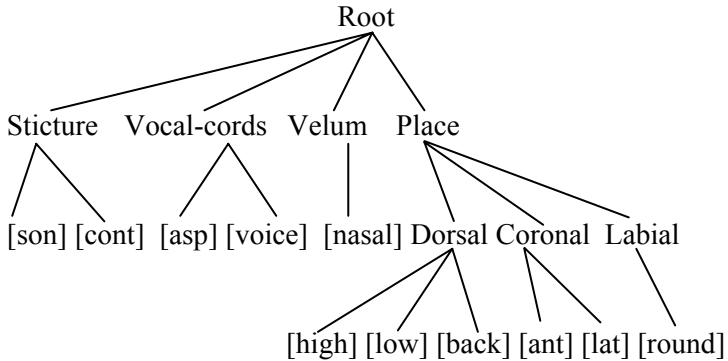 Root
Sticture Vocal-cords Velum Place
[son] [cont] [asp] [voice] [nasal] Dorsal Coronal Labial
[high] [low] [back] [ant] [lat] [round]